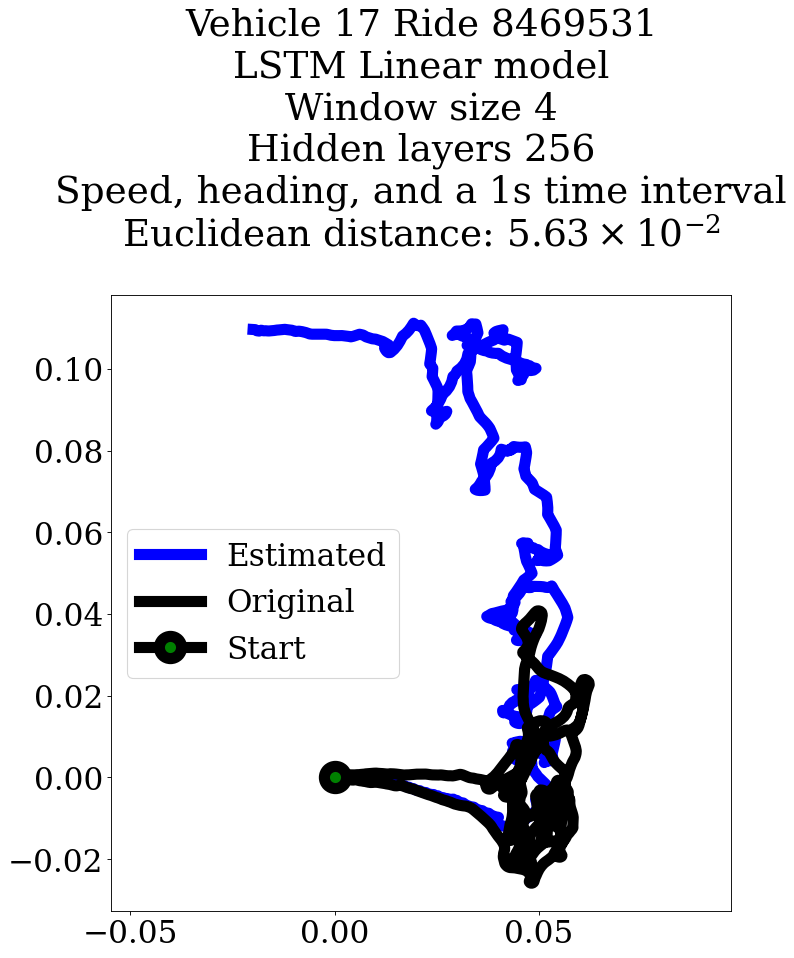 Vehicle 17 Ride 8469531
LSTM Linear model
Window size 4
Hidden layers 256
Speed, heading, and a 1s time interval
Euclidean distance: 5.63 × 10⁻²
0.10
0.08
0.06
0.04
0.02
0.00
−0.02
Estimated
Original
Start
−0.05 0.00 0.05